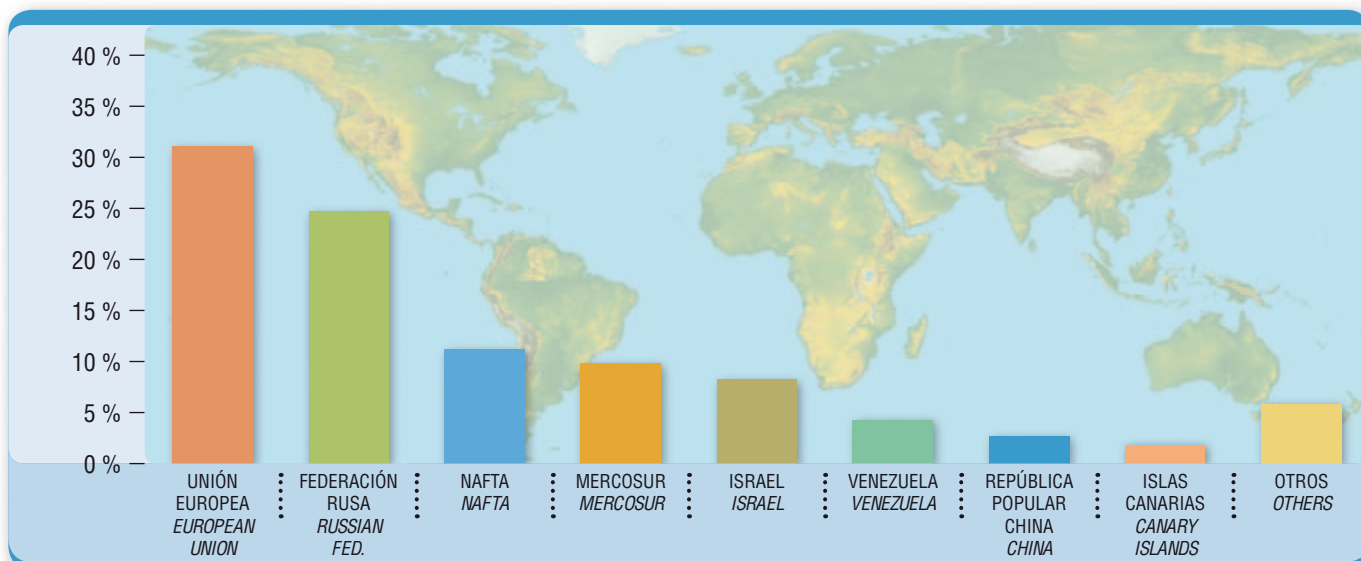 40 %
35 %
30 %
25 %
20 %
15 %
10 %
5 %
0 %
UNIÓN
EUROPEA
EUROPEAN
UNION
FEDERACIÓN
RUSA
RUSSIAN
FED.
NAFTA
NAFTA
MERCOSUR
MERCOSUR
ISRAEL
ISRAEL
VENEZUELA
VENEZUELA
REPÚBLICA
POPULAR
CHINA
CHINA
ISLAS
CANARIAS
CANARY
ISLANDS
OTROS
OTHERS